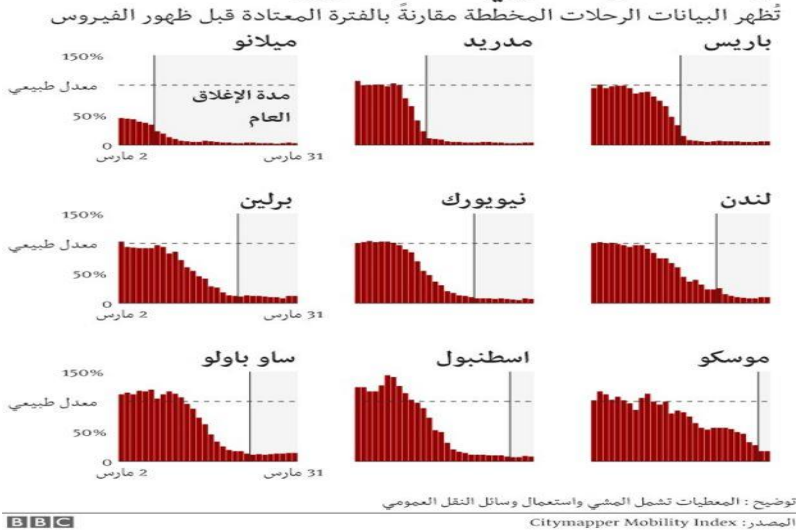 تُظهر البيانات الرحلات المخططة مقارنةً بالفترة المعتادة قبل ظهور الفيروس
باريس
مدريد
ميلانو
150%
معدل طبيعي
50%
0
مدة الإغلاق
العام
2 مارس
31 مارس
لندن
نيويورك
برلين
150%
معدل طبيعي
50%
0
2 مارس
31 مارس
موسكو
اسطنبول
ساو باولو
150%
معدل طبيعي
50%
0
2 مارس
31 مارس
توضيح : المعطيات تشمل المشي واستعمال وسائل النقل العمومي
المصدر: Citymapper Mobility Index
BBC